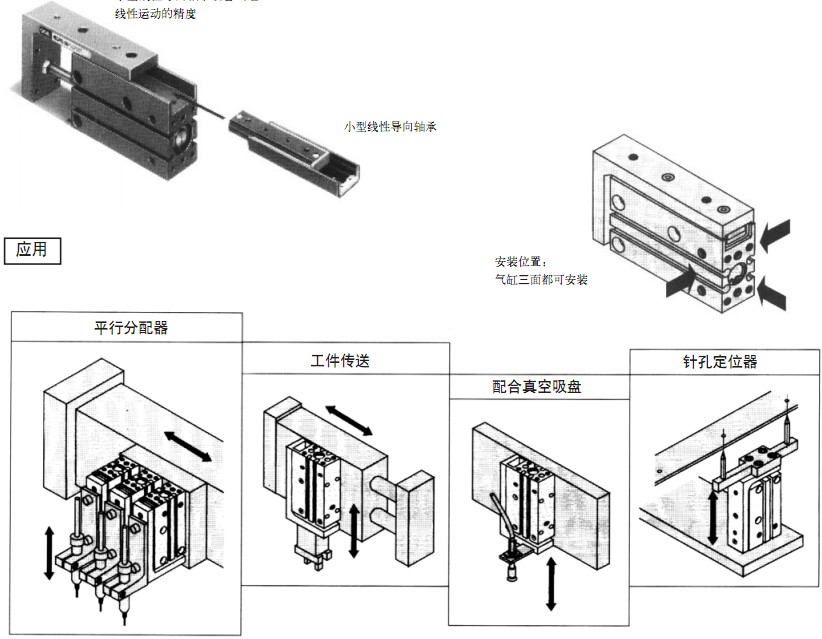 线性运动的精度
小型线性导向轴承
安装位置：
气缸三面都可安装
应用
平行分配器
工件传送
配合真空吸盘
针孔定位器